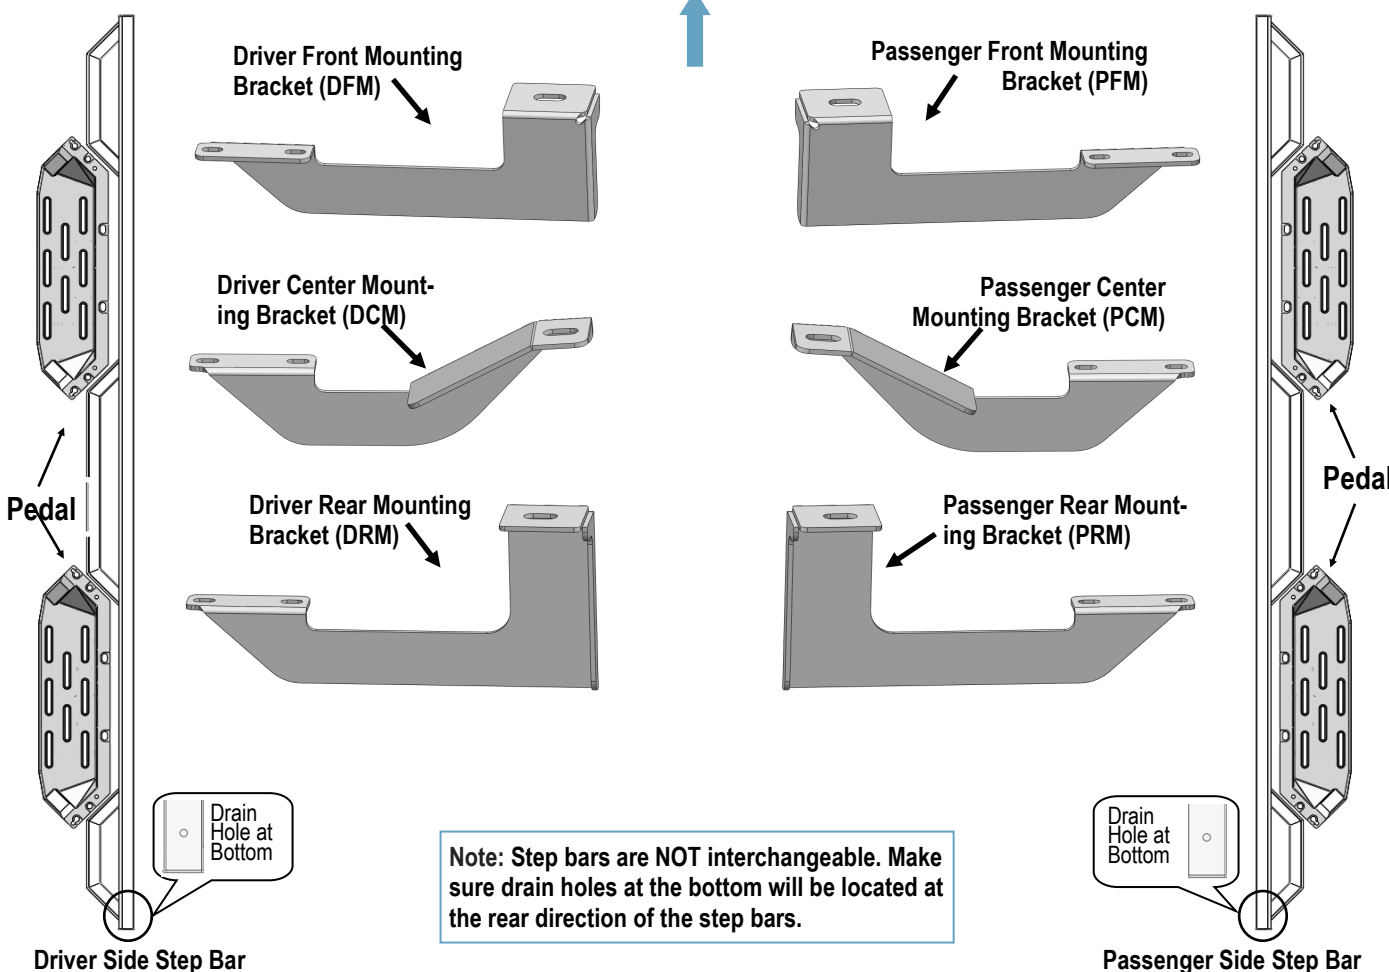 Driver Front Mounting
Bracket (DFM)
Passenger Front Mounting
Bracket (PFM)
Driver Center Mount-
ing Bracket (DCM)
Passenger Center
Mounting Bracket (PCM)
Pedal
Pedal
Driver Rear Mounting
Bracket (DRM)
Passenger Rear Mount-
ing Bracket (PRM)
Drain
Hole at
Bottom
Drain
Hole at
Bottom
Note: Step bars are NOT interchangeable. Make
sure drain holes at the bottom will be located at
the rear direction of the step bars.
Driver Side Step Bar
Passenger Side Step Bar